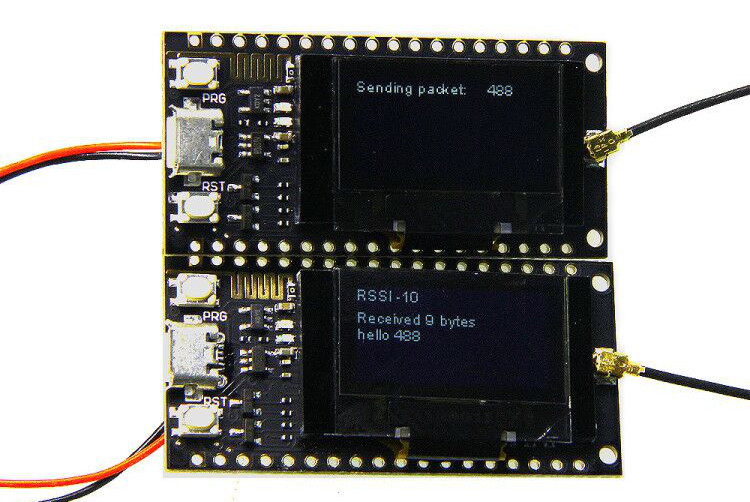 PRG
Sending packet: 488
RST
RSSI -10
PRG
Received 9 bytes
hello 488
RST